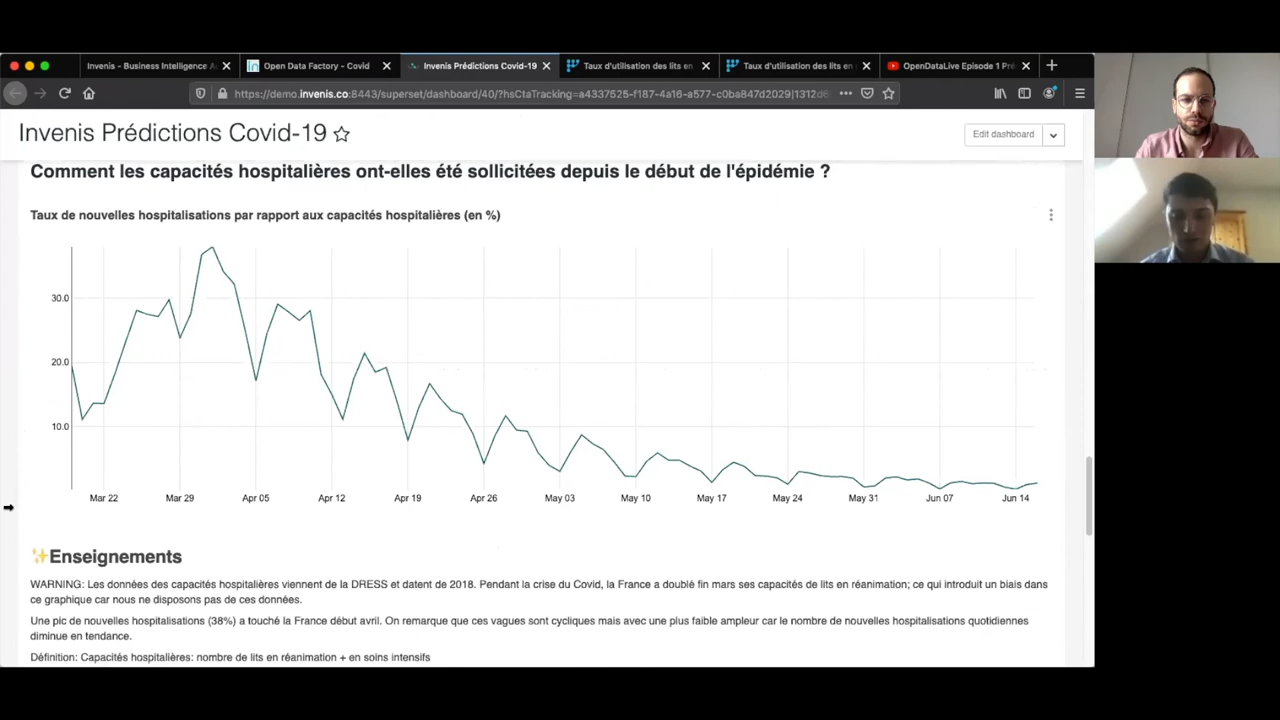 Invenis - Business Intelligence A
Open Data Factory - Covid
Invenis Prédictions Covid-19
Taux d'utilisation des lits en
Taux d'utilisation des lits en
OpenDataLive Episode 1 Pré
https://demo.invenis.co:8443/superset/dashboard/40/?hsCtaTracking=a4337525-f187-4a16-a577-c0ba847d2029|1312d6
Invenis Prédictions Covid-19
Edit dashboard
Comment les capacités hospitalières ont-elles été sollicitées depuis le début de l'épidémie ?
Taux de nouvelles hospitalisations par rapport aux capacités hospitalières (en %)
30.0
20.0
10.0
Mar 22 Mar 29 Apr 05 Apr 12 Apr 19 Apr 26 May 03 May 10 May 17 May 24 May 31 Jun 07 Jun 14
✨Enseignements
WARNING: Les données des capacités hospitalières viennent de la DRESS et datent de 2018. Pendant la crise du Covid, la France a doublé fin mars ses capacités de lits en réanimation; ce qui introduit un biais dans
ce graphique car nous ne disposons pas de ces données.
Une pic de nouvelles hospitalisations (38%) a touché la France début avril. On remarque que ces vagues sont cycliques mais avec une plus faible ampleur car le nombre de nouvelles hospitalisations quotidiennes
diminue en tendance.
Définition: Capacités hospitalières: nombre de lits en réanimation + en soins intensifs